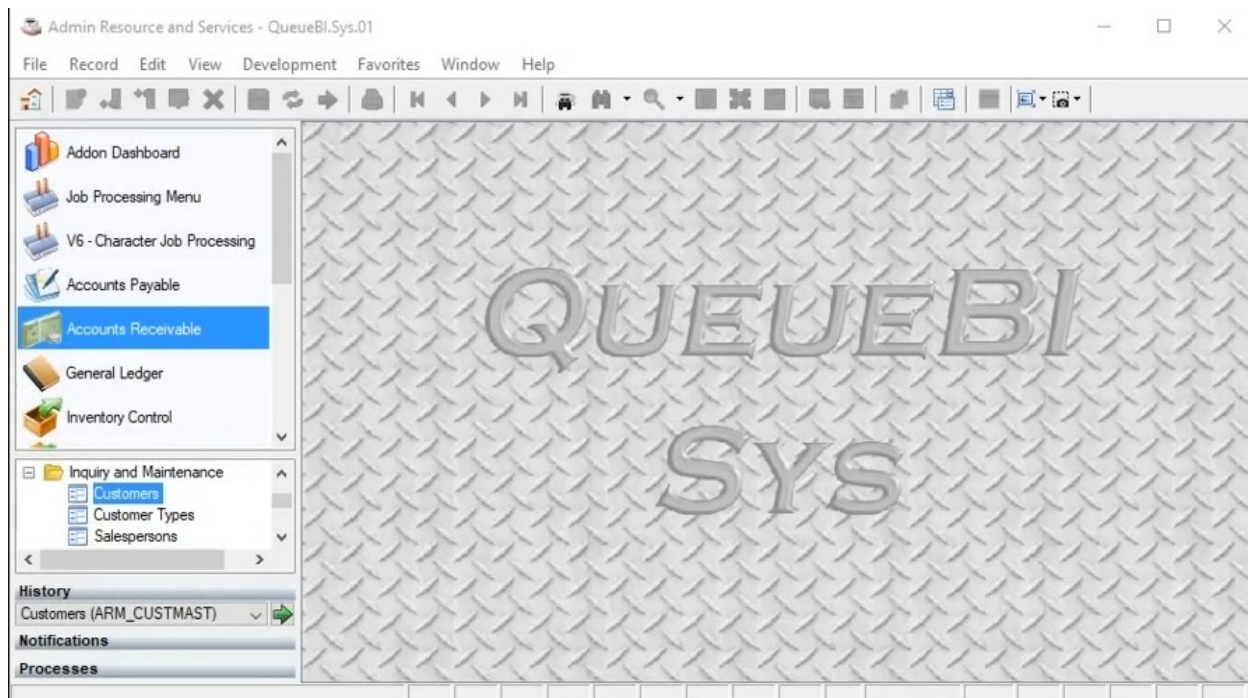 Admin Resource and Services - QueueBI.Sys.01
File Record Edit View Development Favorites Window Help
Addon Dashboard
Job Processing Menu
V6 - Character Job Processing
Accounts Payable
Accounts Receivable
General Ledger
Inventory Control
Inquiry and Maintenance
Customers
Customer Types
Salespersons
History
Customers (ARM_CUSTMAST)
Notifications
Processes
QUEUEBI
SYS